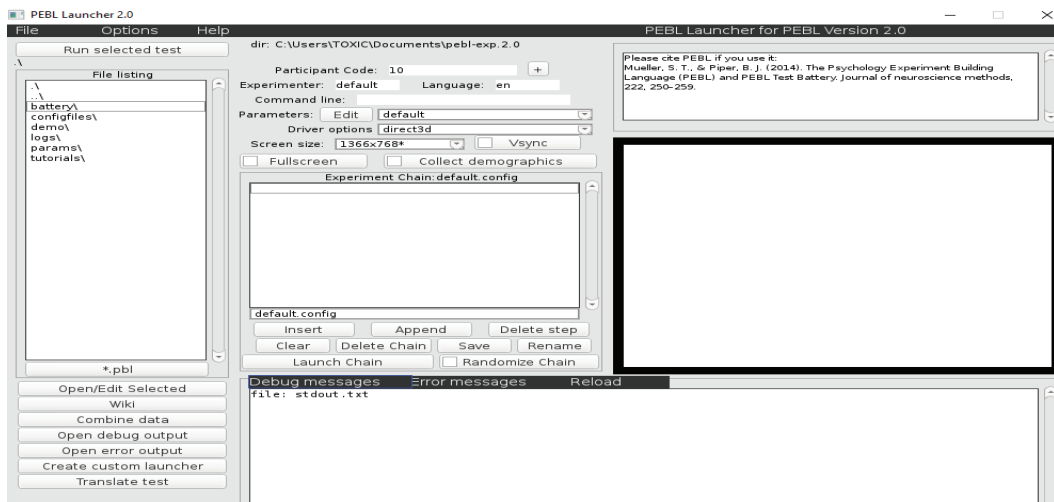 PEBL Launcher 2.0
File Options Help
PEBL Launcher for PEBL Version 2.0
Run selected test
.\
File listing
.\
..\
battery\
configfiles\
demo\
logs\
params\
tutorials\
*.pbl
Open/Edit Selected
Wiki
Combine data
Open debug output
Open error output
Create custom launcher
Translate test
dir: C:\Users\TOXIC\Documents\pebl-exp.2.0
Participant Code: 10 +
Experimenter: default Language: en
Command line:
Parameters: Edit default
Driver options direct3d
Screen size: 1366x768* Vsync
Fullscreen Collect demographics
Experiment Chain:default.config
default.config
Insert Append Delete step
Clear Delete Chain Save Rename
Launch Chain Randomize Chain
Please cite PEBL if you use it:
Mueller, S. T., & Piper, B. J. (2014). The Psychology Experiment Building
Language (PEBL) and PEBL Test Battery. Journal of neuroscience methods,
222, 250-259.
Debug messages Error messages Reload
file: stdout.txt